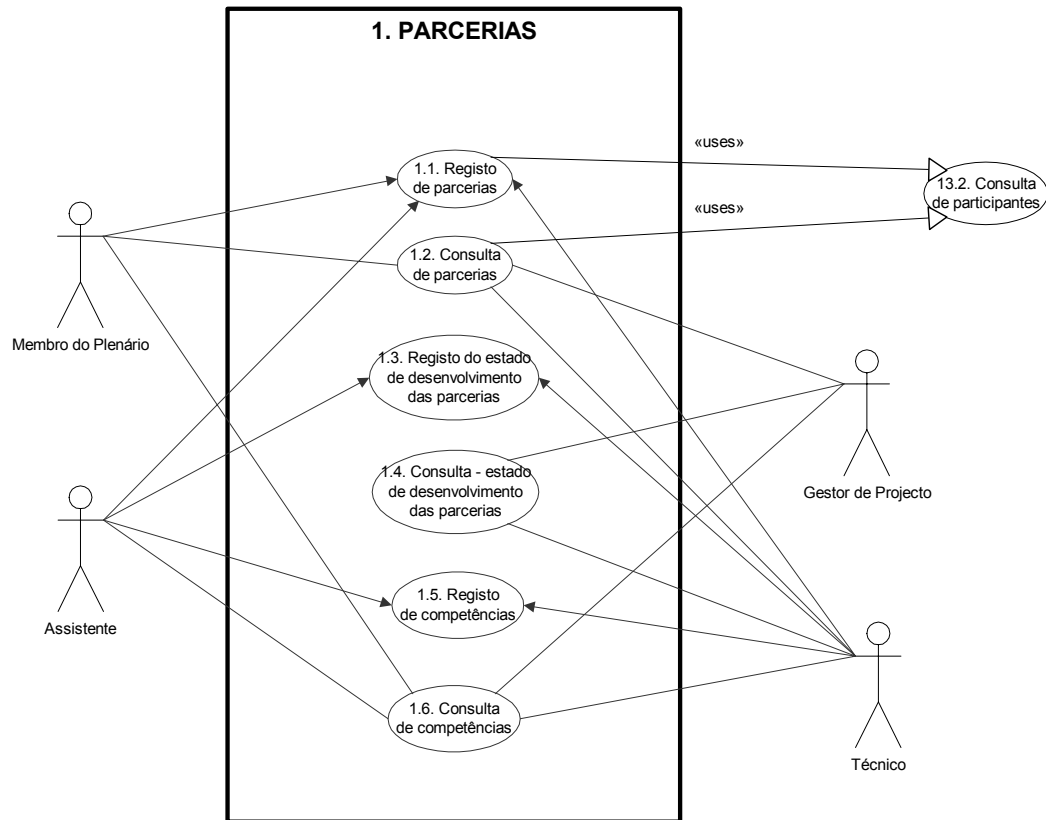 1. PARCERIAS
«uses»
1.1. Registo
de parcerias
13.2. Consulta
de participantes
«uses»
1.2. Consulta
de parcerias
Membro do Plenário
1.3. Registo do estado
de desenvolvimento
das parcerias
1.4. Consulta - estado
de desenvolvimento
das parcerias
Gestor de Projecto
1.5. Registo
de competências
Assistente
1.6. Consulta
de competências
Técnico